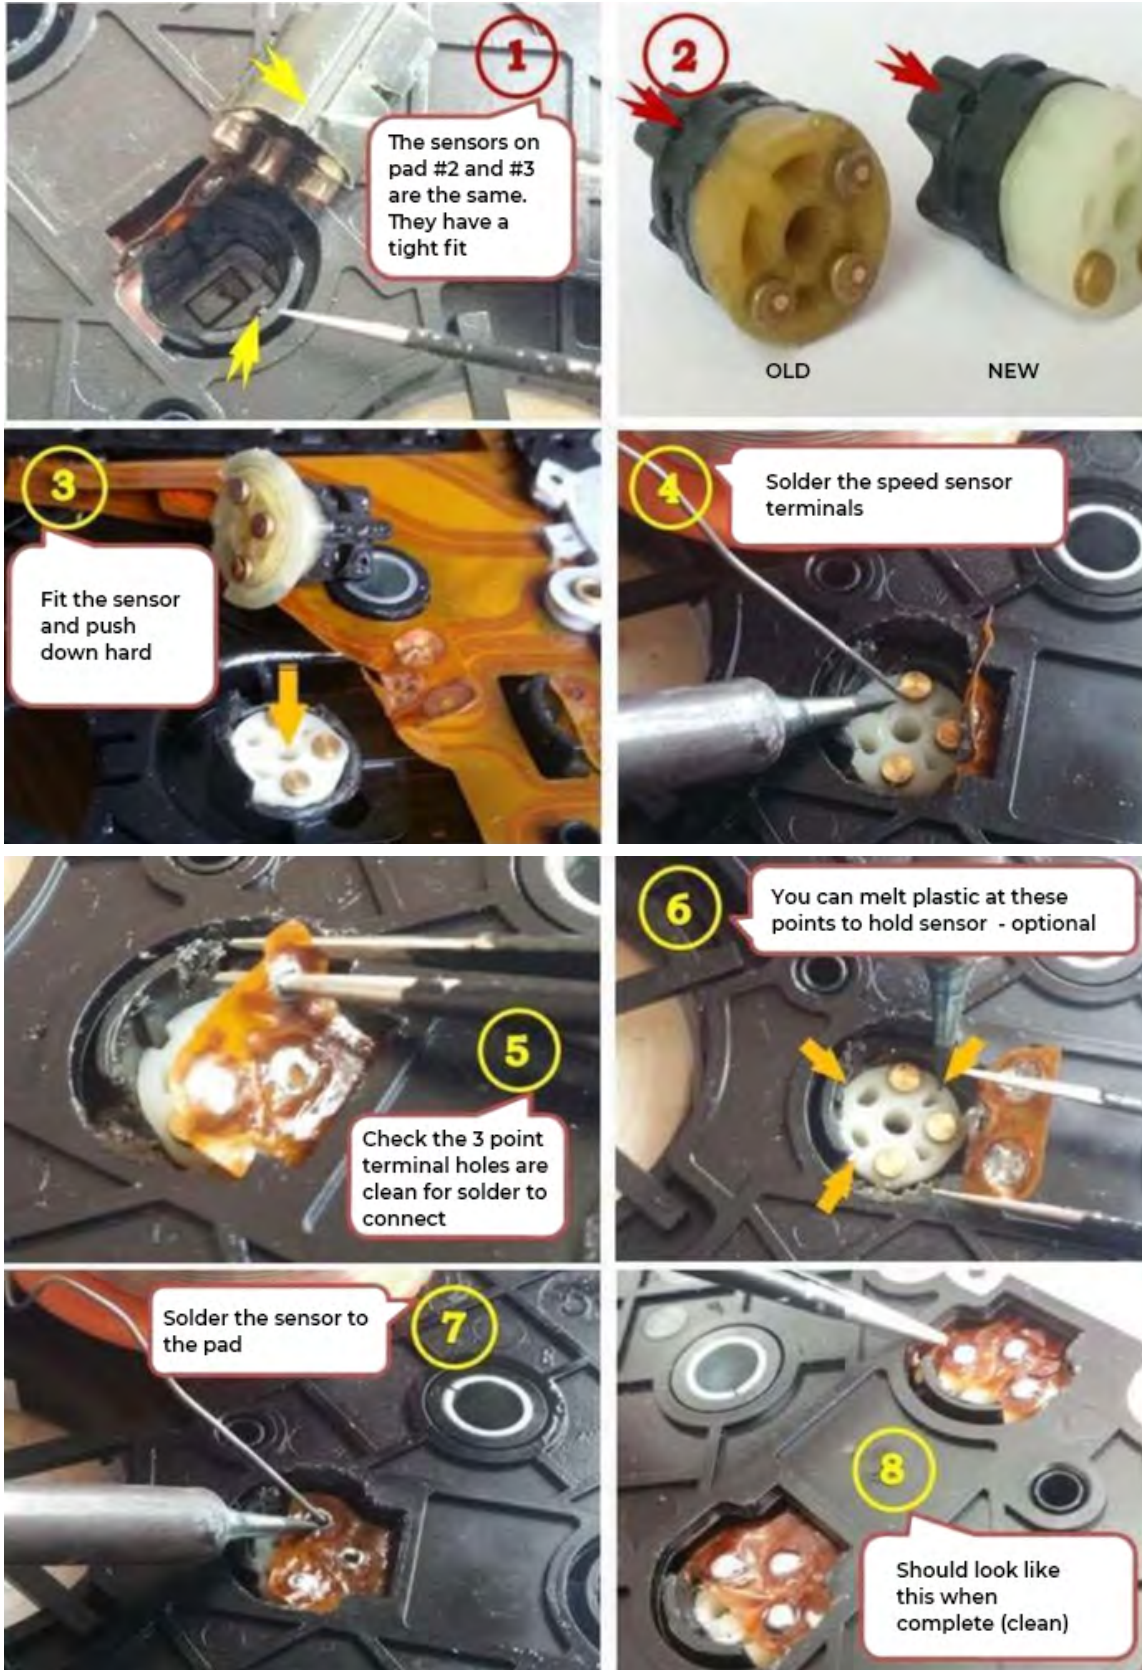 1
The sensors on
pad #2 and #3
are the same.
They have a
tight fit
2
OLD
NEW
3
Fit the sensor
and push
down hard
4
Solder the speed sensor
terminals
5
Check the 3 point
terminal holes are
clean for solder to
connect
6
You can melt plastic at these
points to hold sensor - optional
Solder the sensor to
the pad
7
8
Should look like
this when
complete (clean)